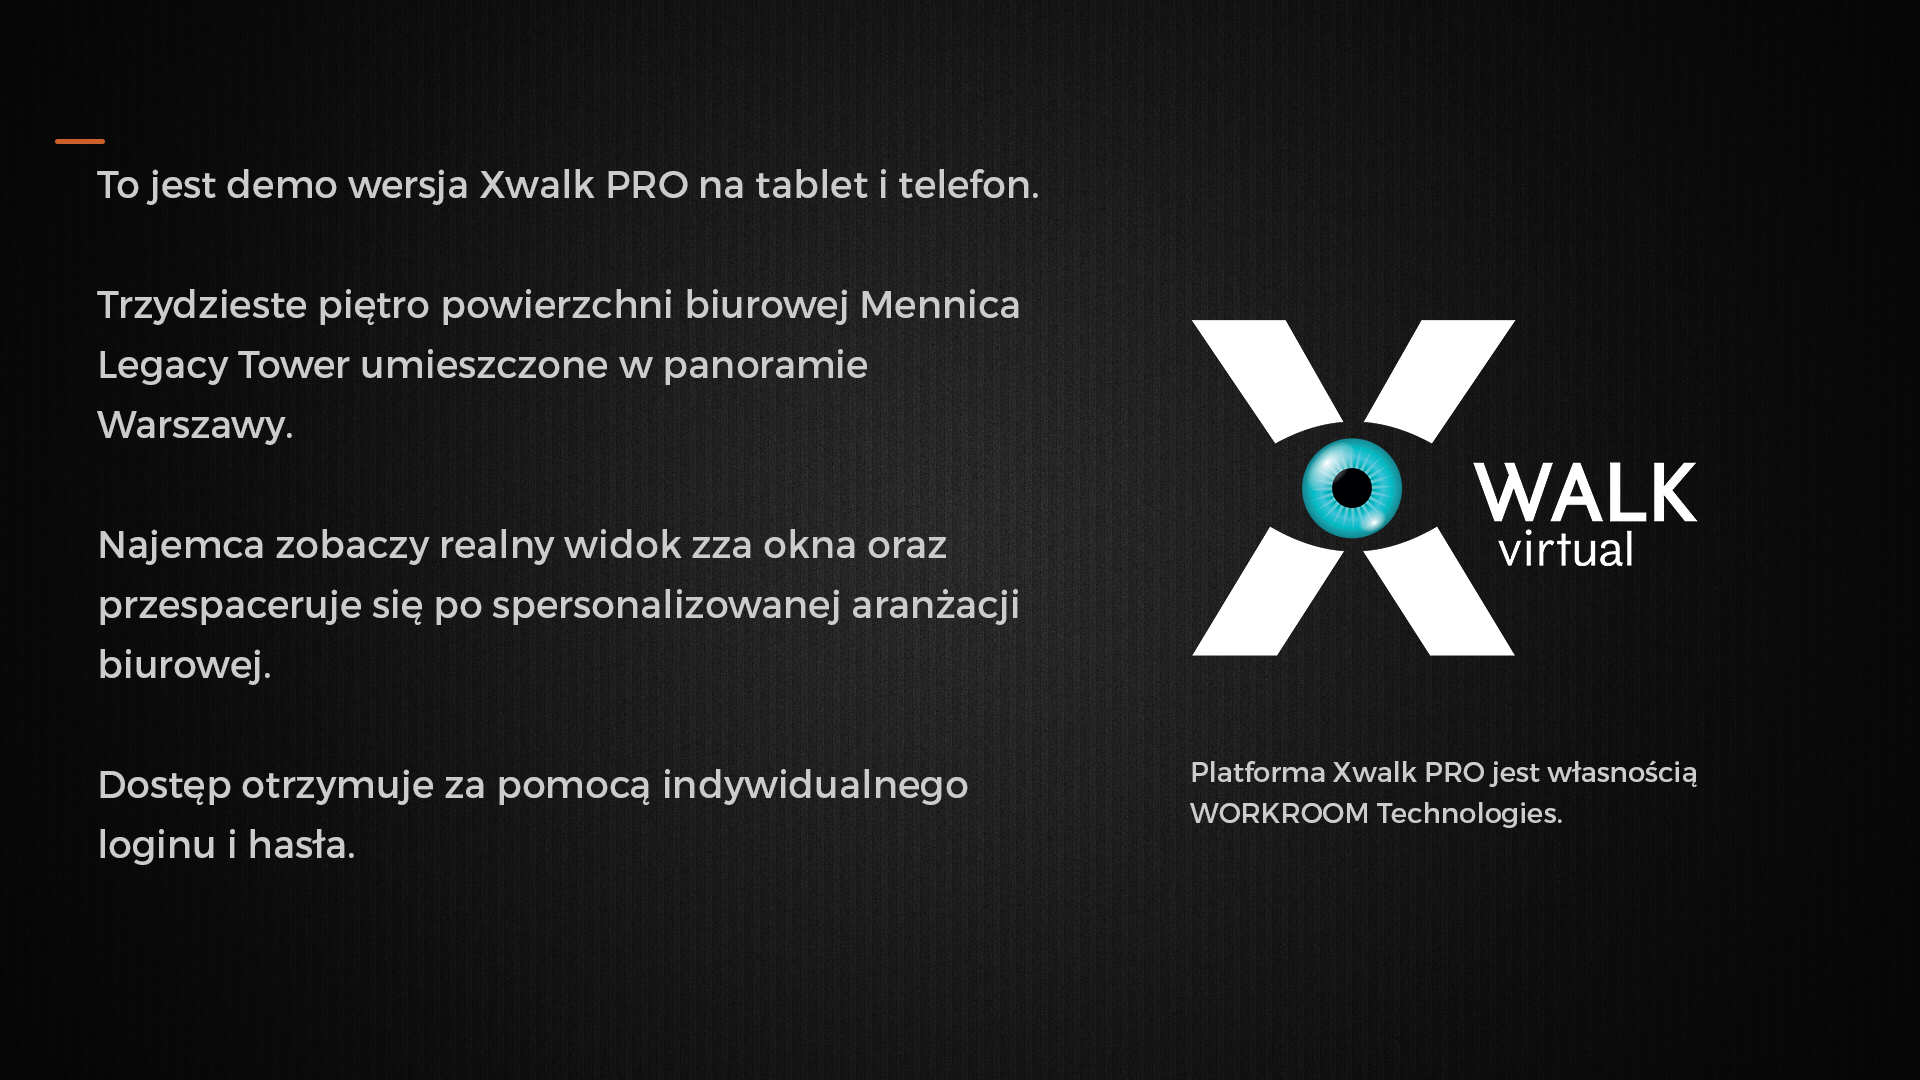 To jest demo wersja Xwalk PRO na tablet i telefon.
Trzydzieste piętro powierzchni biurowej Mennica
Legacy Tower umieszczone w panoramie
Warszawy.
Najemca zobaczy realny widok zza okna oraz
przespaceruje się po spersonalizowanej aranżacji
biurowej.
Dostęp otrzymuje za pomocą indywidualnego
loginu i hasła.
X WALK
virtual
Platforma Xwalk PRO jest własnością
WORKROOM Technologies.